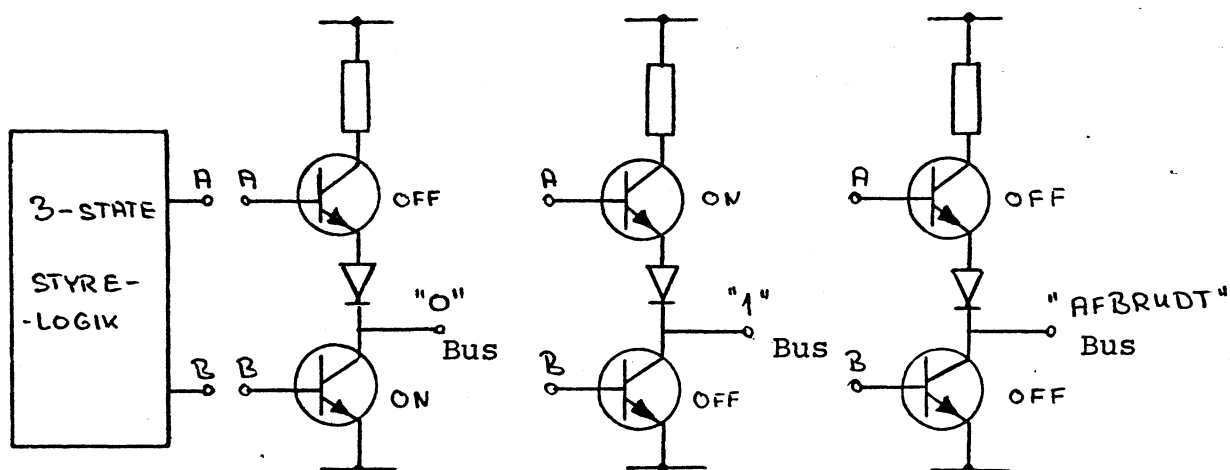 3-STATE
STYRE-
-LOGIK
A
B
A
OFF
"0"
Bus
B
ON
A
ON
"1"
Bus
B
OFF
A
OFF
"AFBRUDT"
Bus
B
OFF